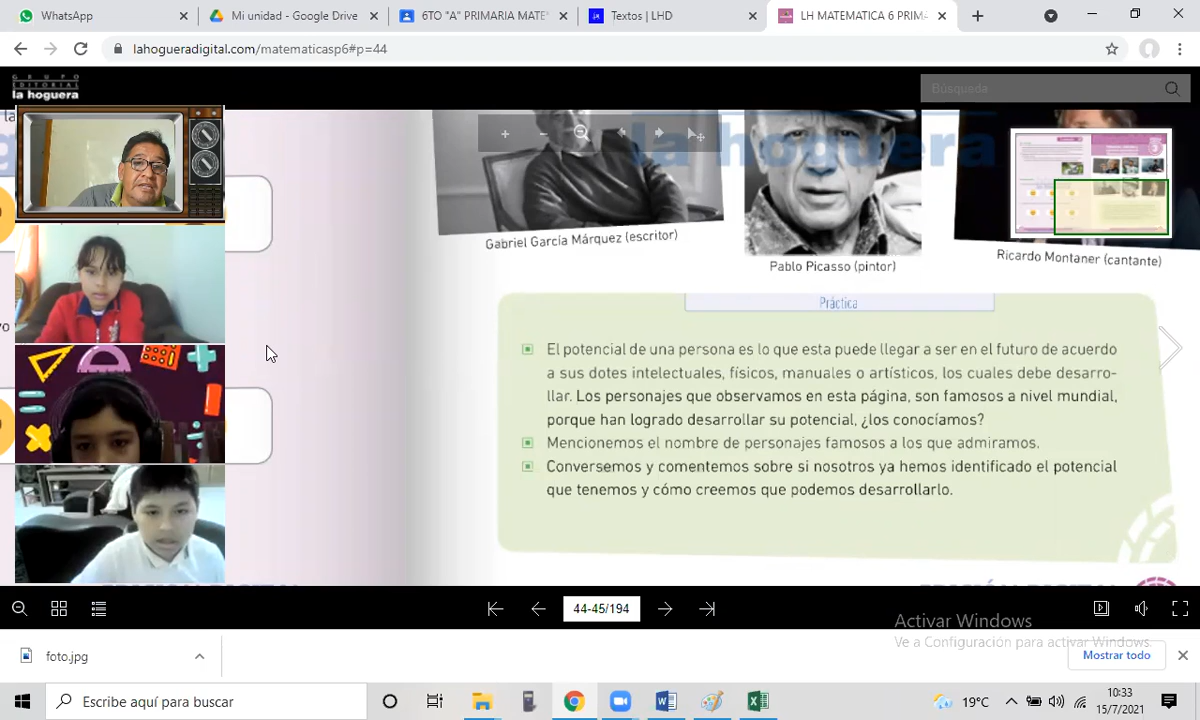 WhatsApp
Mi unidad - Google Drive
6TO "A" PRIMARIA MATE
Textos | LHD
LH MATEMATICA 6 PRIMA
lahogueradigital.com/matematicasp6#p=44
GRUPO
EDITORIAL
la hoguera
Búsqueda
la hoguera
Gabriel García Márquez (escritor)
Pablo Picasso (pintor)
Ricardo Montaner (cantante)
Práctica
El potencial de una persona es lo que esta puede llegar a ser en el futuro de acuerdo
a sus dotes intelectuales, físicos, manuales o artísticos, los cuales debe desarro-
llar. Los personajes que observamos en esta página, son famosos a nivel mundial,
porque han logrado desarrollar su potencial, ¿los conocíamos?
Mencionemos el nombre de personajes famosos a los que admiramos.
Conversemos y comentemos sobre si nosotros ya hemos identificado el potencial
que tenemos y cómo creemos que podemos desarrollarlo.
44-45/194
Activar Windows
Ve a Configuración para activar Windows.
foto.jpg
Mostrar todo
Escribe aquí para buscar
19°C
10:33
15/7/2021